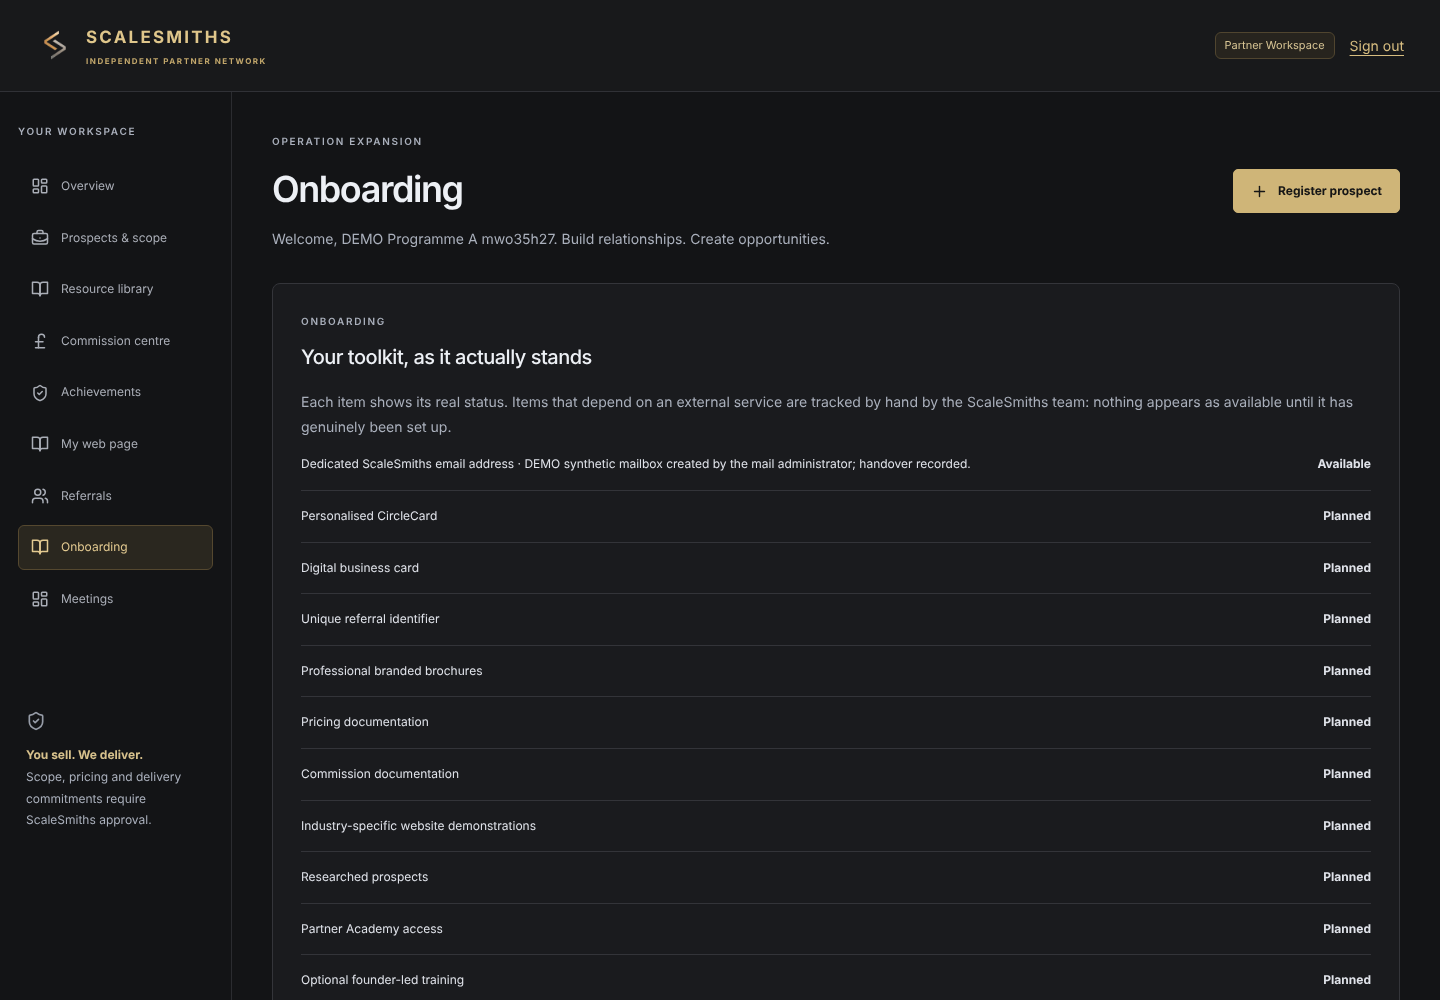 SCALESMITHS
INDEPENDENT PARTNER NETWORK
Partner Workspace
Sign out
YOUR WORKSPACE
Overview
Prospects & scope
Resource library
Commission centre
Achievements
My web page
Referrals
Onboarding
Meetings
You sell. We deliver.
Scope, pricing and delivery
commitments require
ScaleSmiths approval.
OPERATION EXPANSION
Onboarding
Register prospect
Welcome, DEMO Programme A mwo35h27. Build relationships. Create opportunities.
ONBOARDING
Your toolkit, as it actually stands
Each item shows its real status. Items that depend on an external service are tracked by hand by the ScaleSmiths team: nothing appears as available until it has
genuinely been set up.
Dedicated ScaleSmiths email address · DEMO synthetic mailbox created by the mail administrator; handover recorded. Available
Personalised CircleCard Planned
Digital business card Planned
Unique referral identifier Planned
Professional branded brochures Planned
Pricing documentation Planned
Commission documentation Planned
Industry-specific website demonstrations Planned
Researched prospects Planned
Partner Academy access Planned
Optional founder-led training Planned